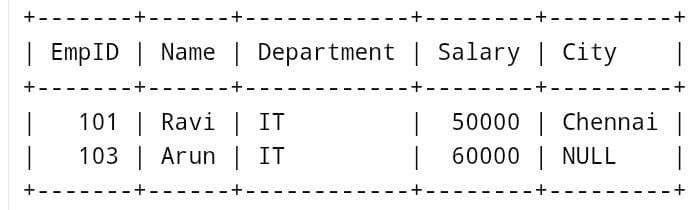 +-------+------+------------+--------+---------+
| EmpID | Name | Department | Salary | City    |
+-------+------+------------+--------+---------+
|   101 | Ravi | IT         |  50000 | Chennai |
|   103 | Arun | IT         |  60000 | NULL    |
+-------+------+------------+--------+---------+